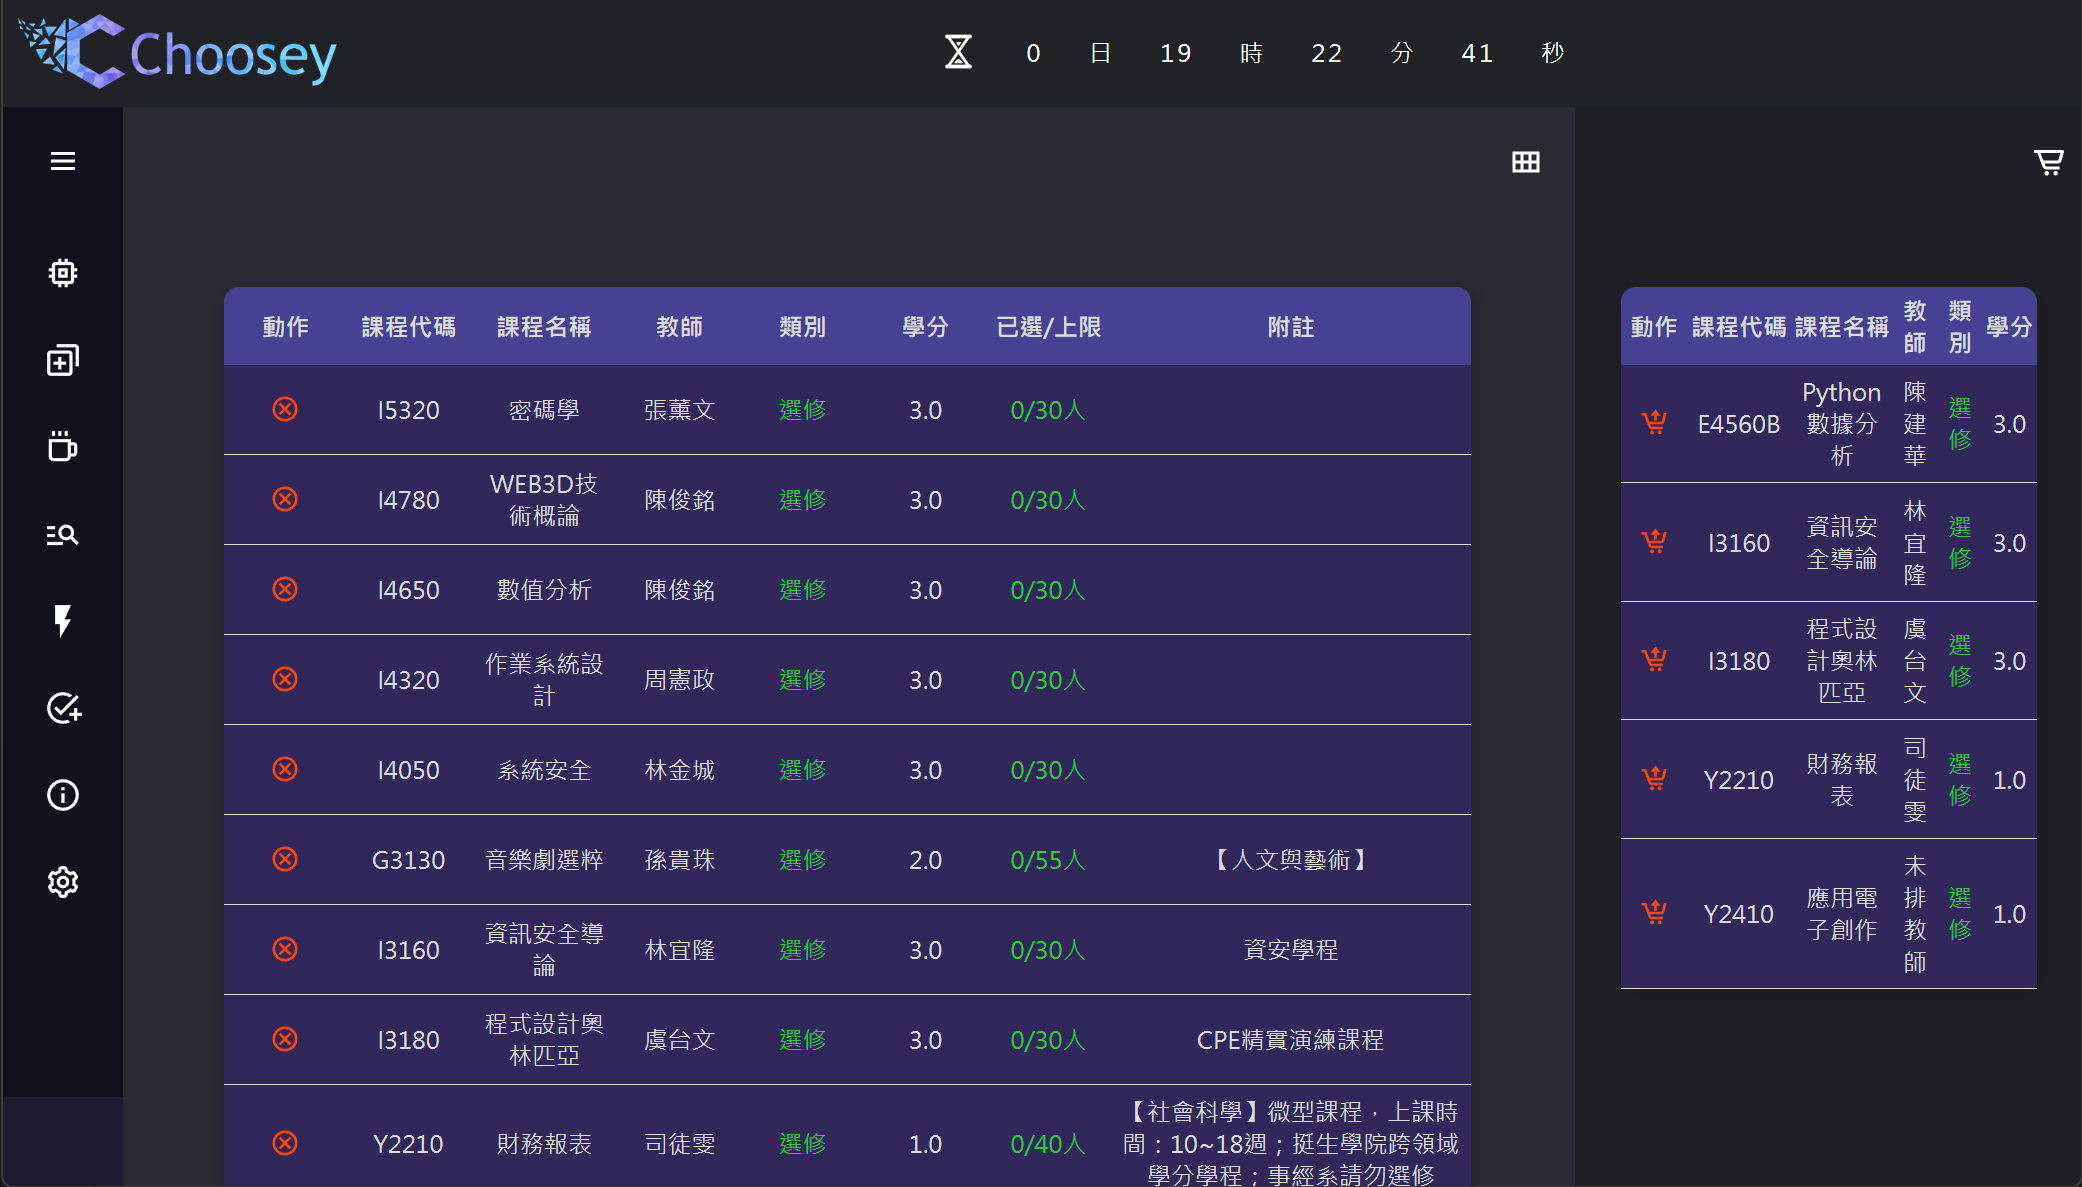 Choosey
0 日 19 時 22 分 41 秒
動作 課程代碼 課程名稱 教師 類別 學分 已選/上限 附註
I5320 密碼學 張薰文 選修 3.0 0/30人
I4780 WEB3D技術概論 陳俊銘 選修 3.0 0/30人
I4650 數值分析 陳俊銘 選修 3.0 0/30人
I4320 作業系統設計 周憲政 選修 3.0 0/30人
I4050 系統安全 林金城 選修 3.0 0/30人
G3130 音樂劇選粹 孫貴珠 選修 2.0 0/55人 【人文與藝術】
I3160 資訊安全導論 林宜隆 選修 3.0 0/30人 資安學程
I3180 程式設計奧林匹亞 虞台文 選修 3.0 0/30人 CPE精實演練課程
Y2210 財務報表 司徒雯 選修 1.0 0/40人 【社會科學】微型課程，上課時間：10~18週；挺生學院跨領域學分學程；事經系請勿選修
動作 課程代碼 課程名稱 教師 類別 學分
E4560B Python數據分析 陳建華 選修 3.0
I3160 資訊安全導論 林宜隆 選修 3.0
I3180 程式設計奧林匹亞 虞台文 選修 3.0
Y2210 財務報表 司徒雯 選修 1.0
Y2410 應用電子創作 未排教師 選修 1.0